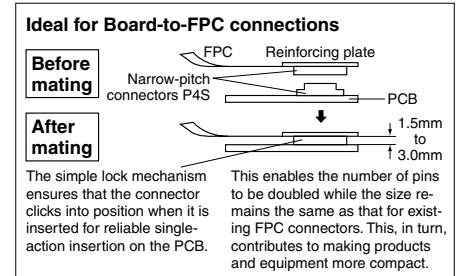 Ideal for Board-to-FPC connections
Before
mating
FPC
Reinforcing plate
Narrow-pitch
connectors P4S
PCB
After
mating
1.5mm
to
3.0mm
The simple lock mechanism
ensures that the connector
clicks into position when it is
inserted for reliable single-
action insertion on the PCB.
This enables the number of pins
to be doubled while the size re-
mains the same as that for exist-
ing FPC connectors. This, in turn,
contributes to making products
and equipment more compact.